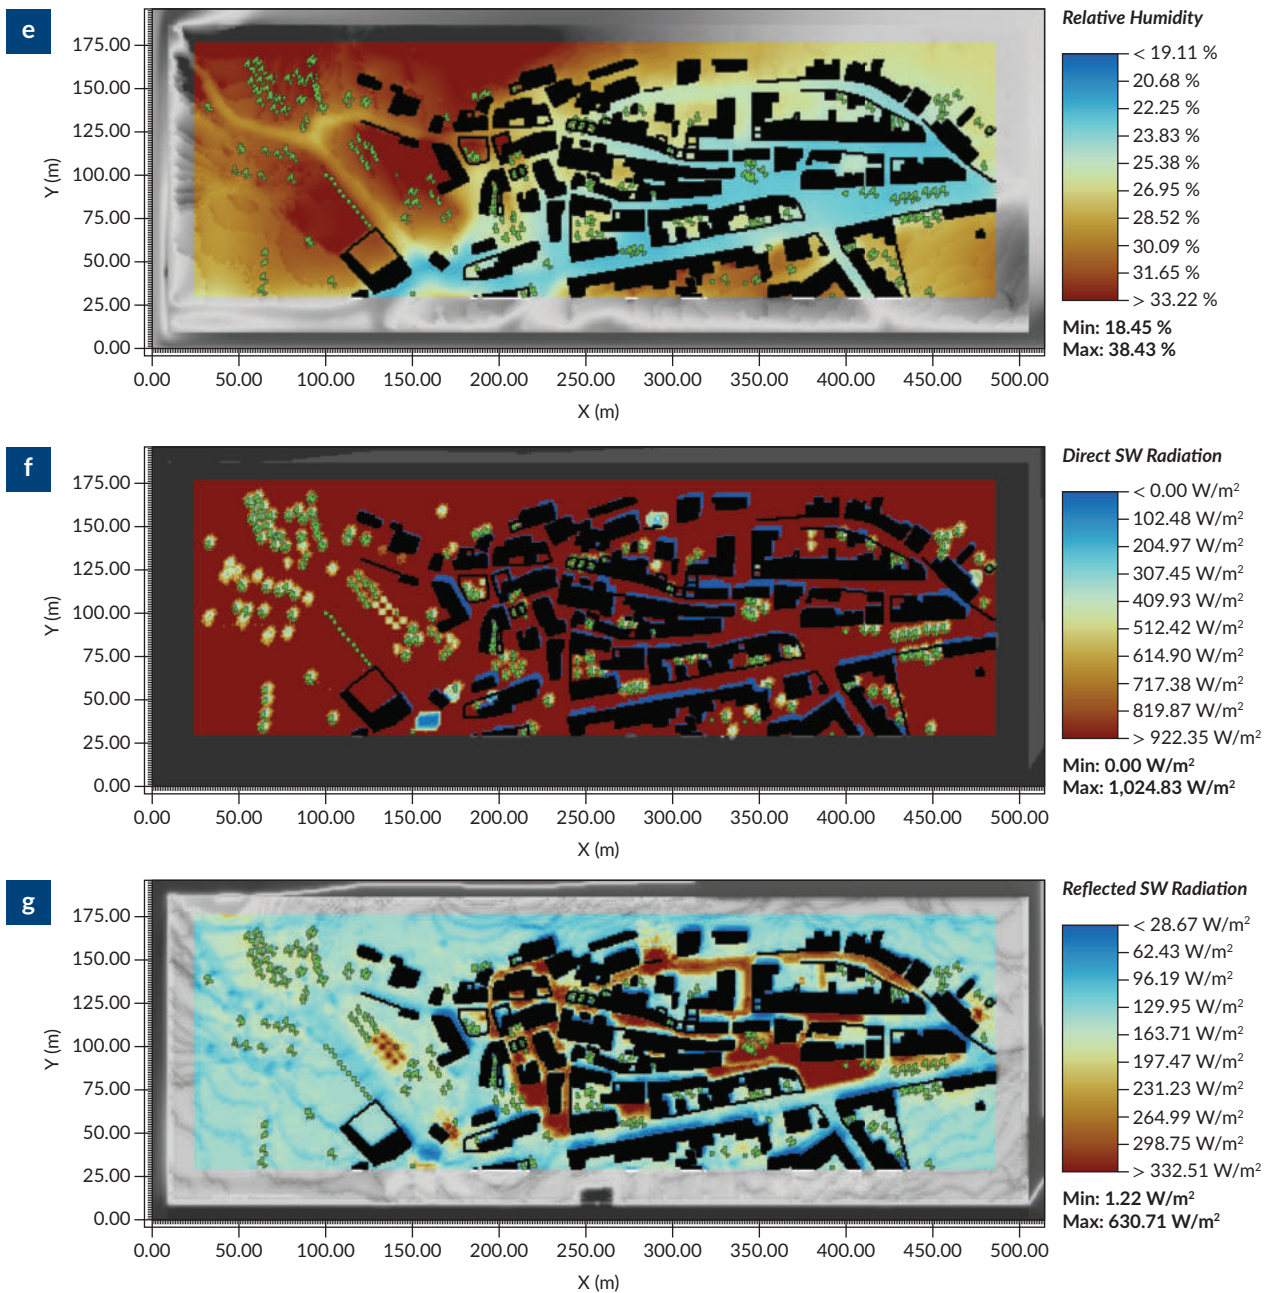 e
Relative Humidity
175.00
150.00
125.00
100.00
75.00
50.00
25.00
0.00
Y (m)
0.00 50.00 100.00 150.00 200.00 250.00 300.00 350.00 400.00 450.00 500.00
X (m)
< 19.11 %
20.68 %
22.25 %
23.83 %
25.38 %
26.95 %
28.52 %
30.09 %
31.65 %
> 33.22 %
Min: 18.45 %
Max: 38.43 %
f
Direct SW Radiation
175.00
150.00
125.00
100.00
75.00
50.00
25.00
0.00
Y (m)
0.00 50.00 100.00 150.00 200.00 250.00 300.00 350.00 400.00 450.00 500.00
X (m)
< 0.00 W/m²
102.48 W/m²
204.97 W/m²
307.45 W/m²
409.93 W/m²
512.42 W/m²
614.90 W/m²
717.38 W/m²
819.87 W/m²
> 922.35 W/m²
Min: 0.00 W/m²
Max: 1,024.83 W/m²
g
Reflected SW Radiation
175.00
150.00
125.00
100.00
75.00
50.00
25.00
0.00
Y (m)
0.00 50.00 100.00 150.00 200.00 250.00 300.00 350.00 400.00 450.00 500.00
X (m)
< 28.67 W/m²
62.43 W/m²
96.19 W/m²
129.95 W/m²
163.71 W/m²
197.47 W/m²
231.23 W/m²
264.99 W/m²
298.75 W/m²
> 332.51 W/m²
Min: 1.22 W/m²
Max: 630.71 W/m²